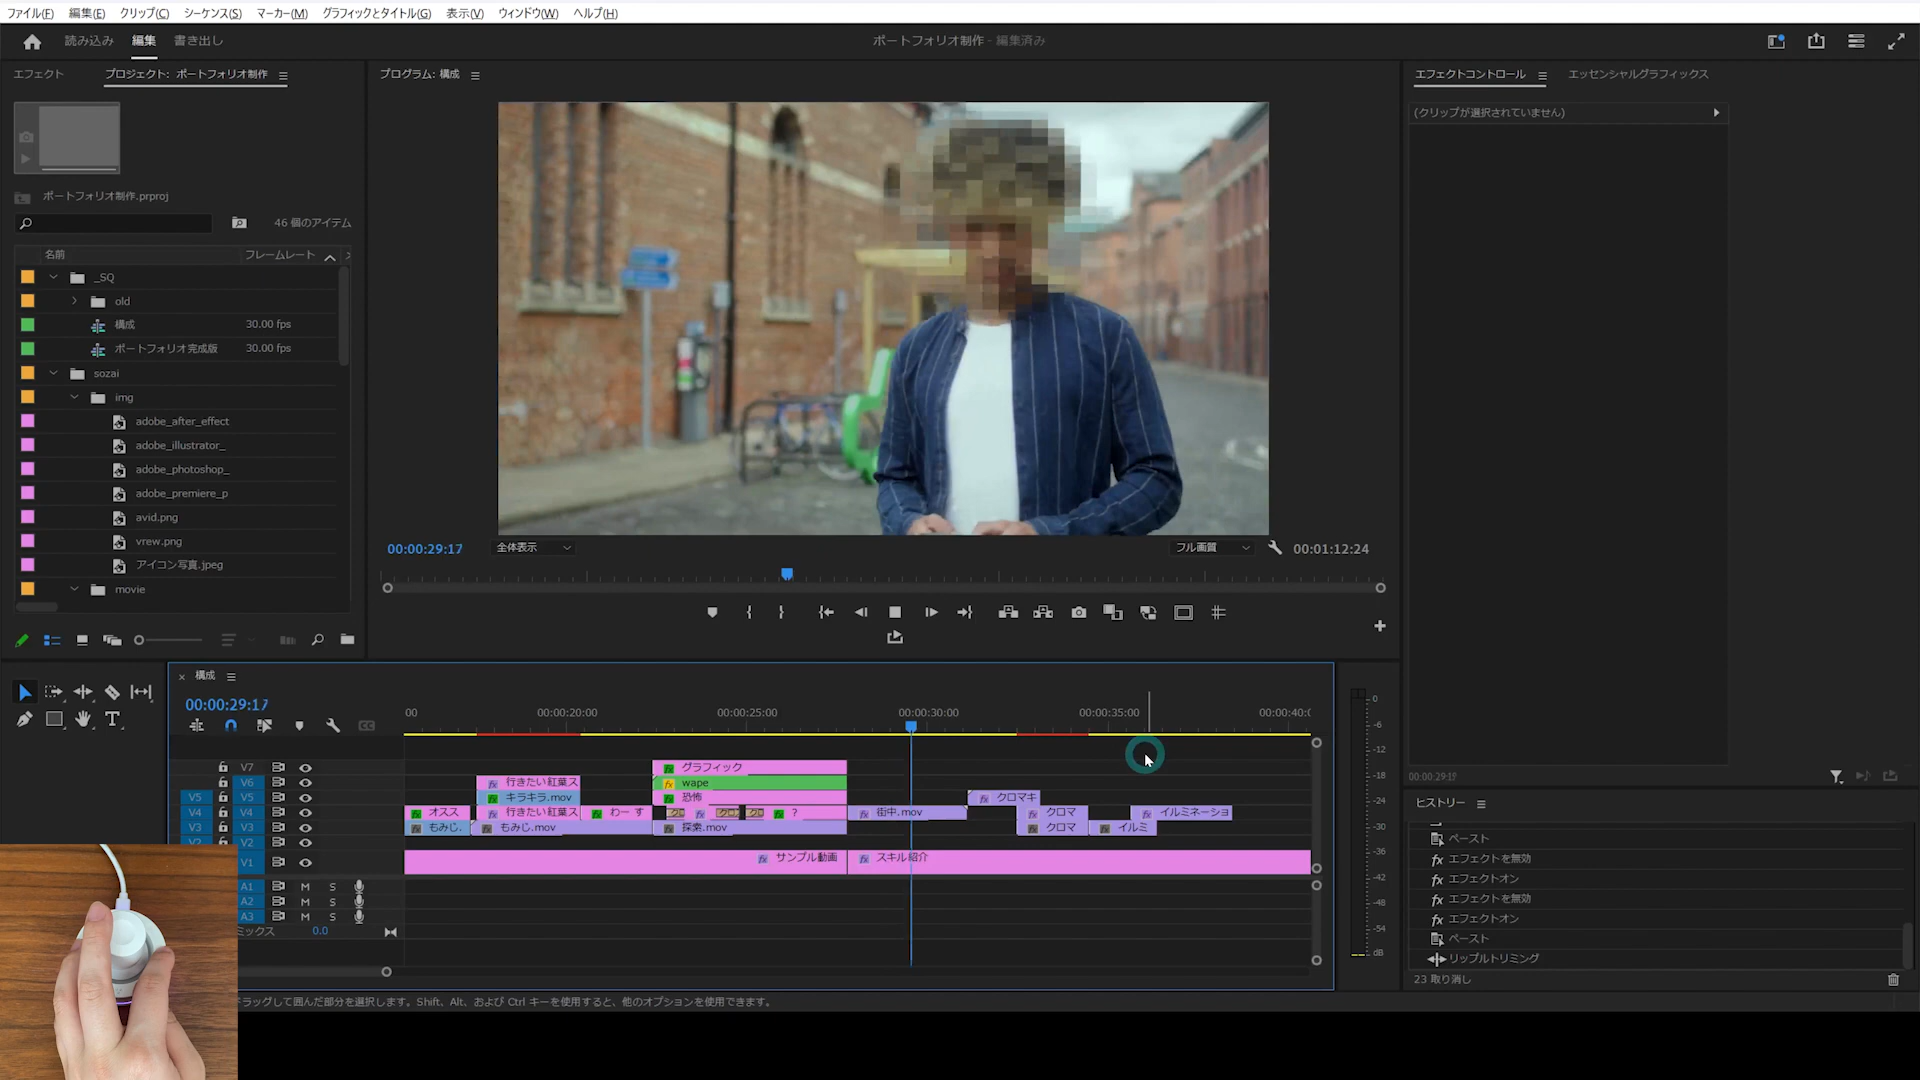 ファイル(F) 編集(E) クリップ(C) シーケンス(S) マーカー(M) グラフィックとタイトル(G) 表示(V) ウィンドウ(W) ヘルプ(H)
読み込み 編集 書き出し
ポートフォリオ制作 - 編集済み
エフェクト プロジェクト: ポートフォリオ制作
ポートフォリオ制作.prproj
46 個のアイテム
名前 フレームレート
_SQ
old
構成 30.00 fps
ポートフォリオ完成版 30.00 fps
sozai
img
adobe_after_effect
adobe_illustrator_
adobe_photoshop_
adobe_premiere_p
avid.png
vrew.png
アイコン写真.jpeg
movie
プログラム: 構成
00:00:29:17 全体表示 フル画質 00:01:12:24
エフェクトコントロール エッセンシャルグラフィックス
(クリップが選択されていません)
00:00:29:17
ヒストリー
ペースト
エフェクトを無効
エフェクトオン
エフェクトを無効
エフェクトオン
ペースト
リップルトリミング
23 取り消し
構成
00:00:29:17
00 00:00:20:00 00:00:25:00 00:00:30:00 00:00:35:00 00:00:40:0
V7 グラフィック
V6 行きたい紅葉ス wape
V5 V5 キラキラ.mov 恐怖 クロマキ
V4 V4 オスス 行きたい紅葉ス わー す ? 街中.mov クロマ イルミネーショ
V3 V3 もみじ. もみじ.mov 探索.mov クロマ イルミ
V2 V2
V1 サンプル動画 スキル紹介
A1 M S
A2 M S
A3 M S
ミックス 0.0
0
-6
-12
-18
-24
-30
-36
-42
-48
-54
dB
ドラッグして囲んだ部分を選択します。Shift、Alt、および Ctrl キーを使用すると、他のオプションを使用できます。